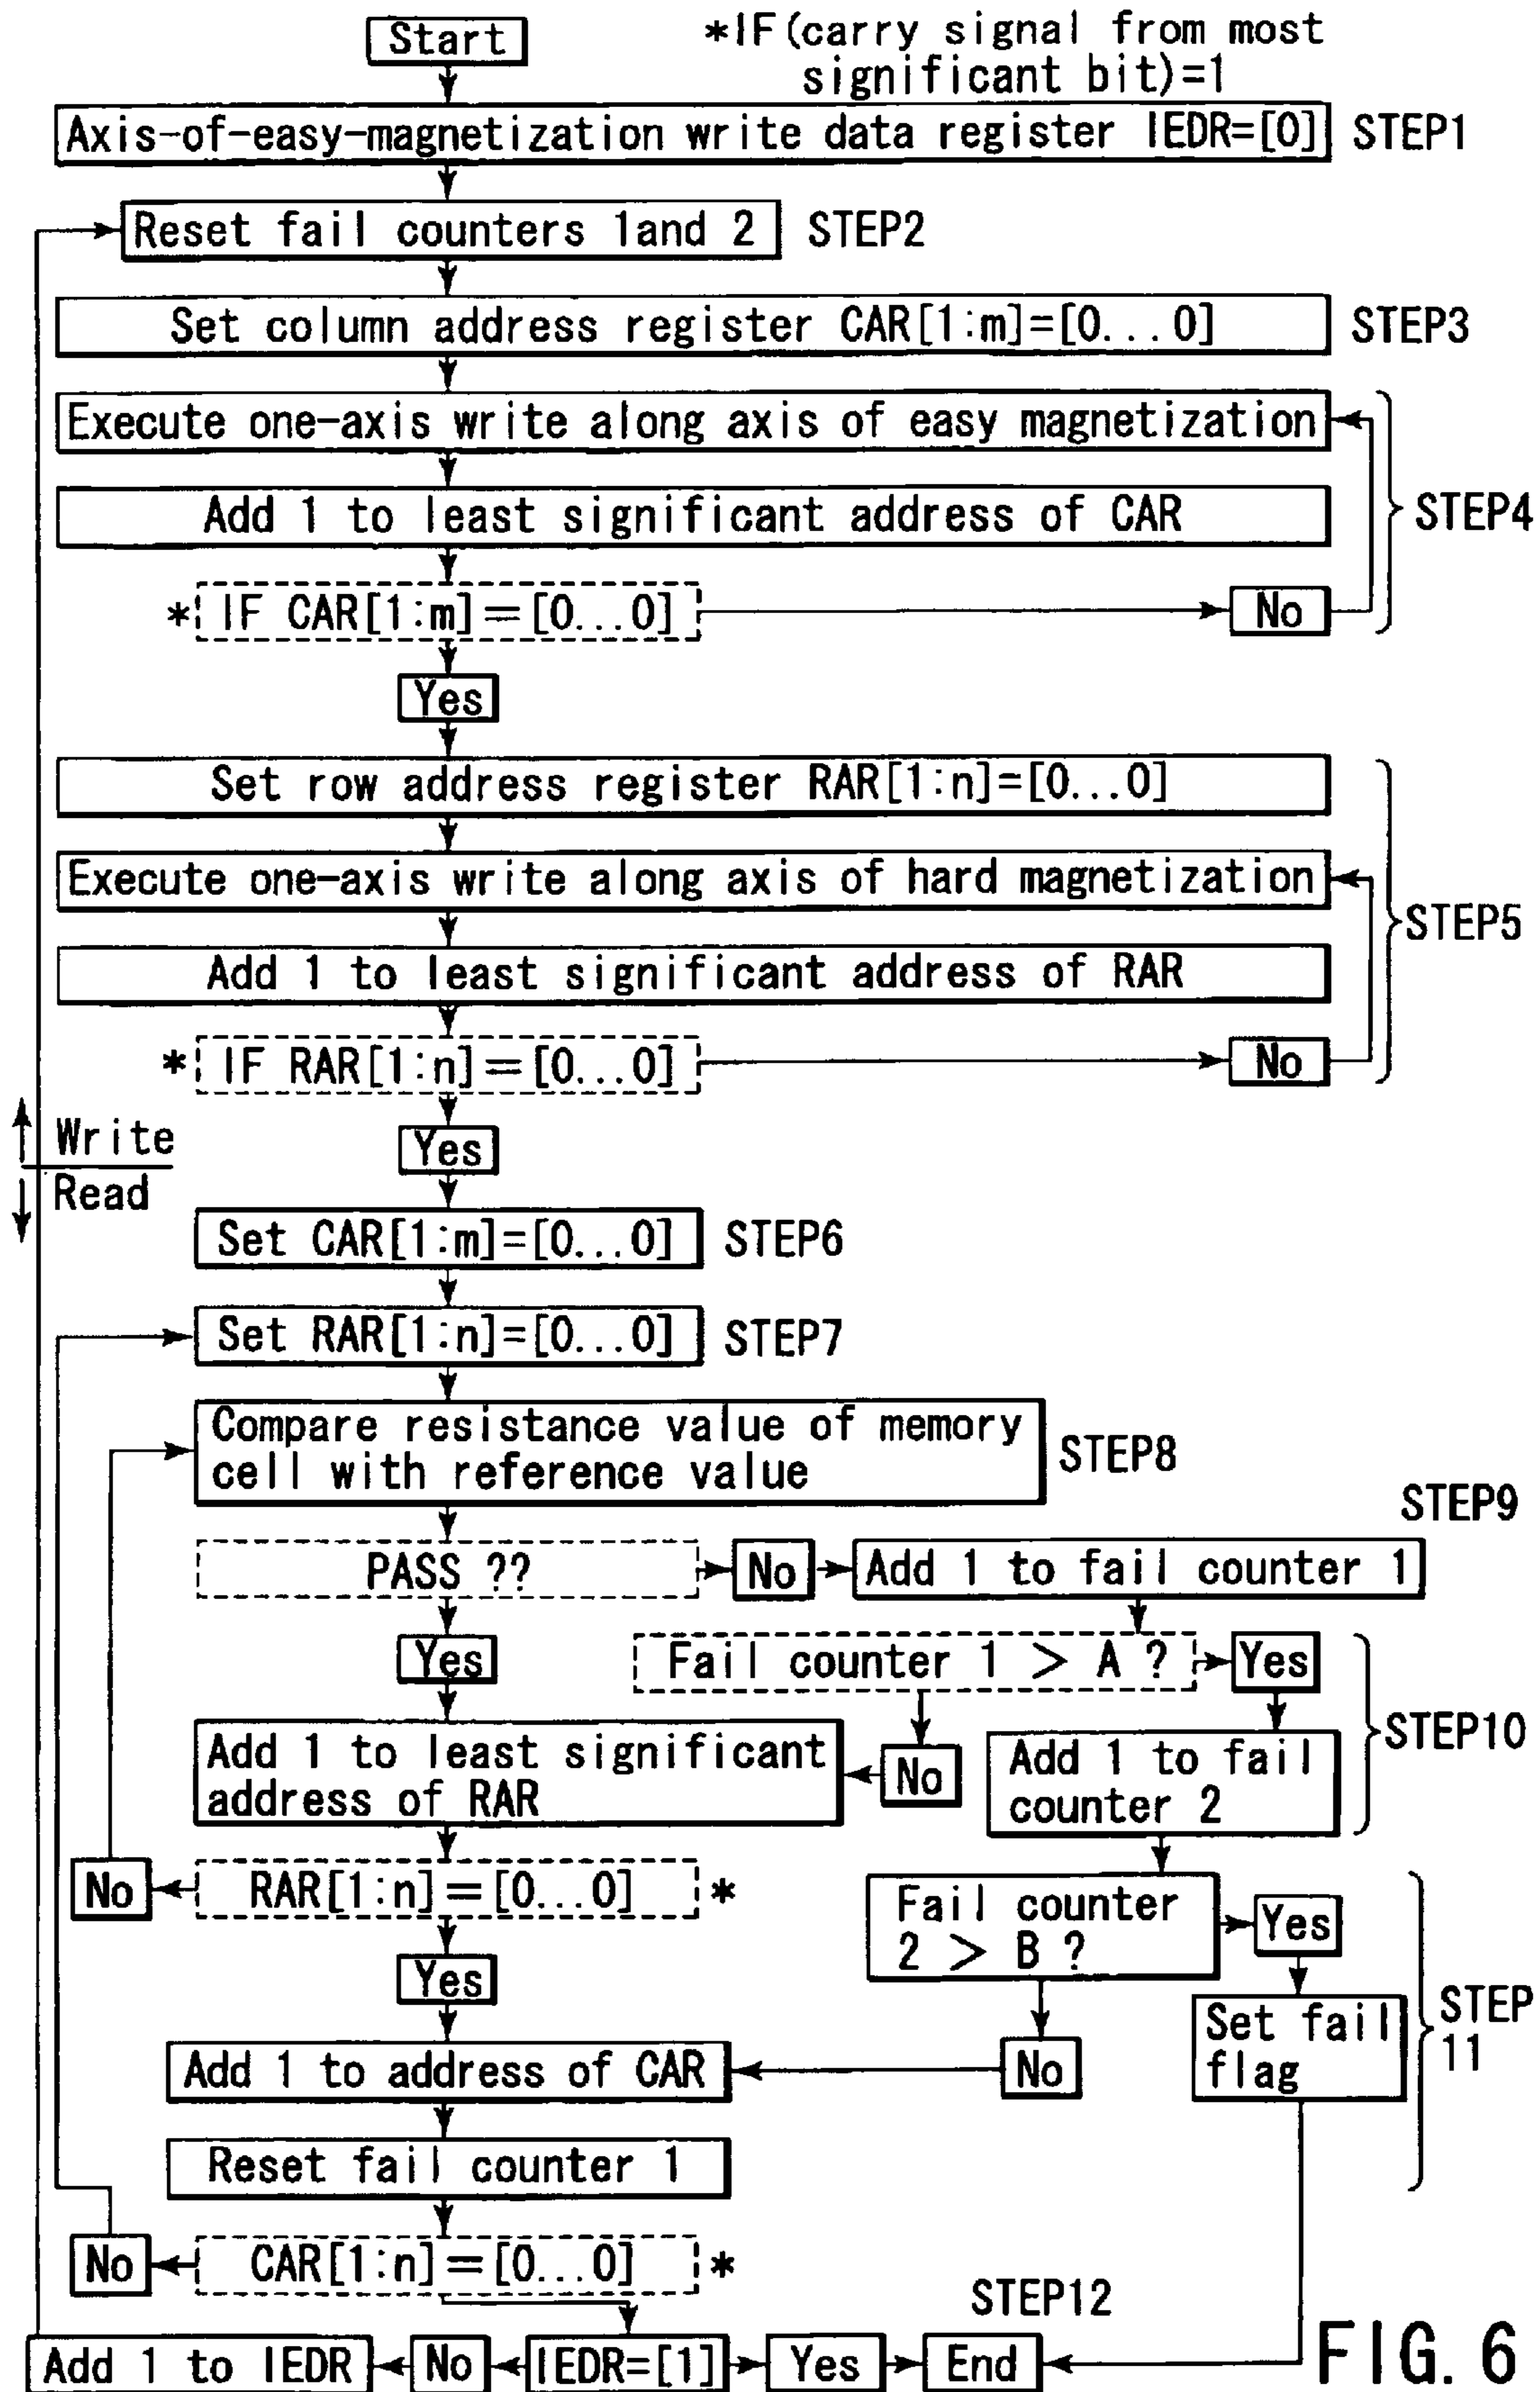 Start
*IF(carry signal from most
significant bit)=1
Axis-of-easy-magnetization write data register IEDR=[0]
STEP1
Reset fail counters 1and 2
STEP2
Set column address register CAR[1:m]=[0...0]
STEP3
Execute one-axis write along axis of easy magnetization
Add 1 to least significant address of CAR
STEP4
* IF CAR[1:m]=[0...0]
No
Yes
Set row address register RAR[1:n]=[0...0]
Execute one-axis write along axis of hard magnetization
STEP5
Add 1 to least significant address of RAR
* IF RAR[1:n]=[0...0]
No
Write
Yes
Read
Set CAR[1:m]=[0...0]
STEP6
Set RAR[1:n]=[0...0]
STEP7
Compare resistance value of memory
cell with reference value
STEP8
STEP9
PASS ??
No
Add 1 to fail counter 1
Yes
Fail counter 1 > A ?
Yes
STEP10
Add 1 to least significant
address of RAR
No
Add 1 to fail
counter 2
No
RAR[1:n]=[0...0] *
Fail counter
2 > B ?
Yes
Yes
STEP
11
Set fail
flag
Add 1 to address of CAR
No
Reset fail counter 1
No
CAR[1:n]=[0...0] *
STEP12
Add 1 to IEDR
No
IEDR=[1]
Yes
End
FIG. 6